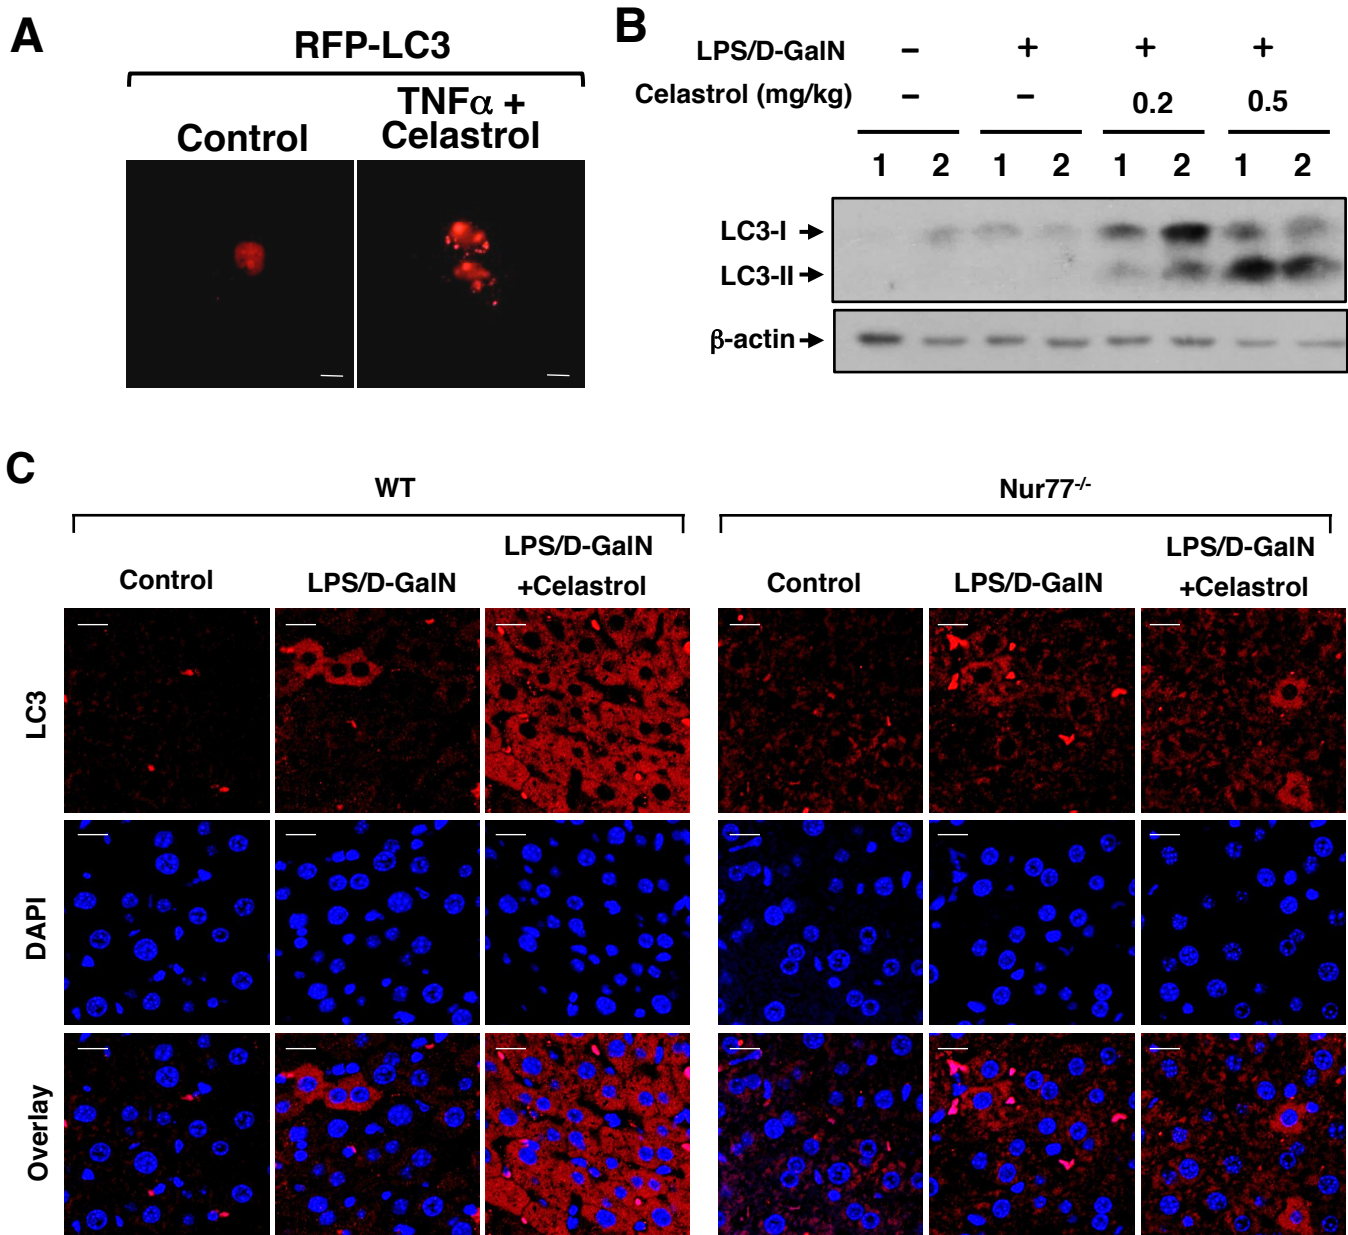 A
RFP-LC3
Control
TNFα +
Celastrol
B
LPS/D-GalN – + + +
Celastrol (mg/kg) – – 0.2 0.5
1 2 1 2 1 2 1 2
LC3-I
LC3-II
β-actin
C
WT
Nur77-/-
Control
LPS/D-GalN
LPS/D-GalN
+Celastrol
Control
LPS/D-GalN
LPS/D-GalN
+Celastrol
LC3
DAPI
Overlay